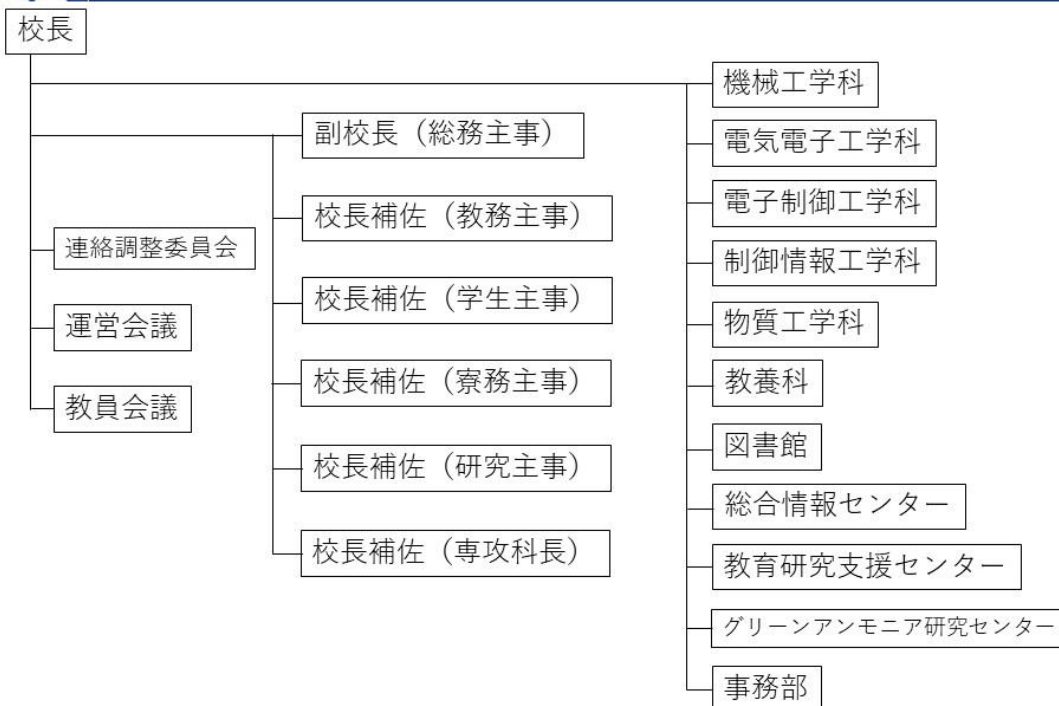 校長
副校長（総務主事）
校長補佐（教務主事）
校長補佐（学生主事）
校長補佐（寮務主事）
校長補佐（研究主事）
校長補佐（専攻科長）
連絡調整委員会
運営会議
教員会議
機械工学科
電気電子工学科
電子制御工学科
制御情報工学科
物質工学科
教養科
図書館
総合情報センター
教育研究支援センター
グリーンアンモニア研究センター
事務部